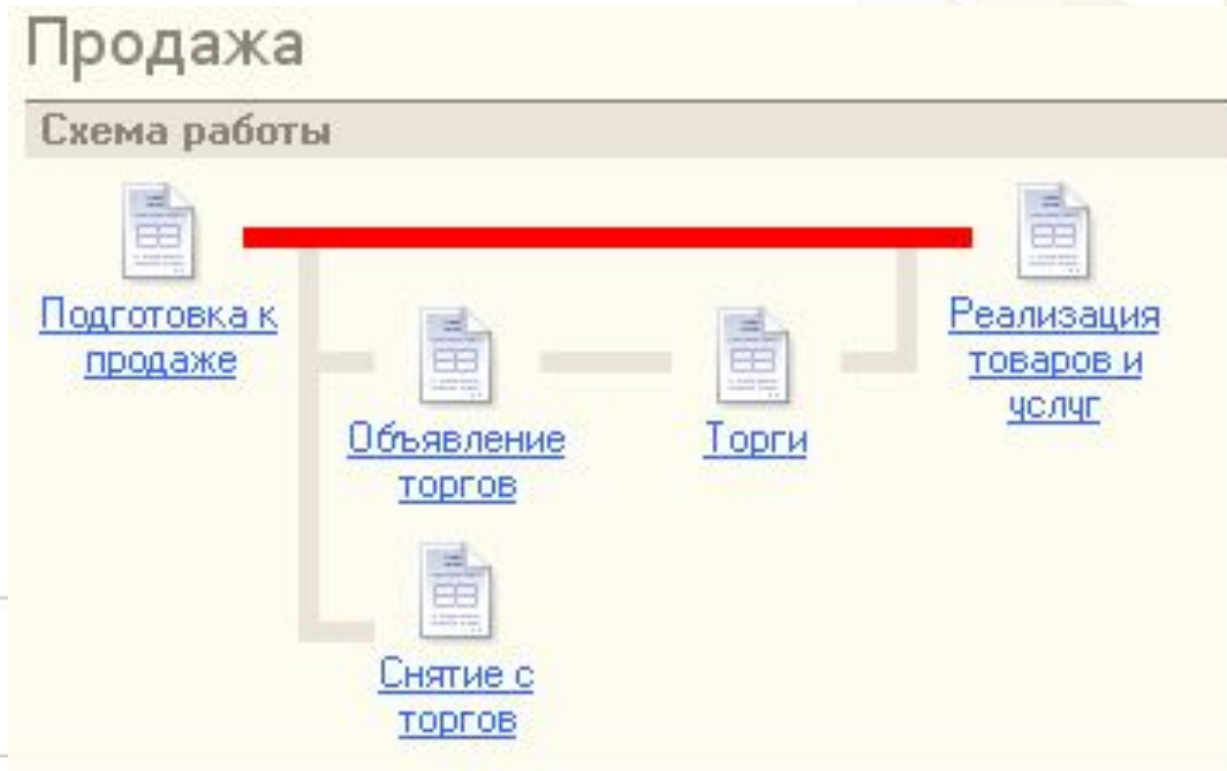 Продажа
Схема работы
Подготовка к
продаже
Реализация
товаров и
услуг
Объявление
торгов
Торги
Снятие с
торгов